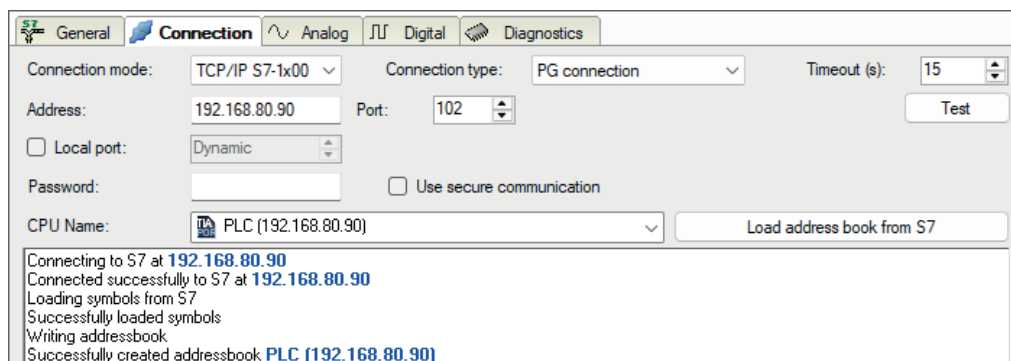 S7 General Connection Analog Digital Diagnostics
Connection mode: TCP/IP S7-1x00 Connection type: PG connection Timeout (s): 15
Address: 192.168.80.90 Port: 102 Test
Local port: Dynamic
Password: Use secure communication
CPU Name: TIA POR PLC (192.168.80.90) Load address book from S7
Connecting to S7 at 192.168.80.90
Connected successfully to S7 at 192.168.80.90
Loading symbols from S7
Successfully loaded symbols
Writing addressbook
Successfully created addressbook PLC (192.168.80.90)